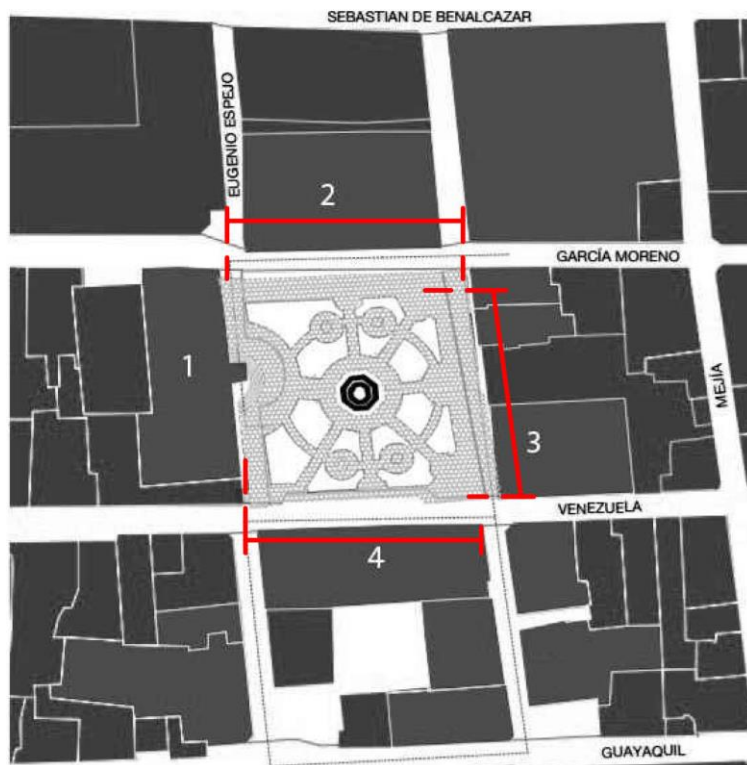 SEBASTIAN DE BENALCAZAR
EUGENIO ESPEJO
2
GARCÍA MORENO
1
MEJÍA
3
VENEZUELA
4
GUAYAQUIL